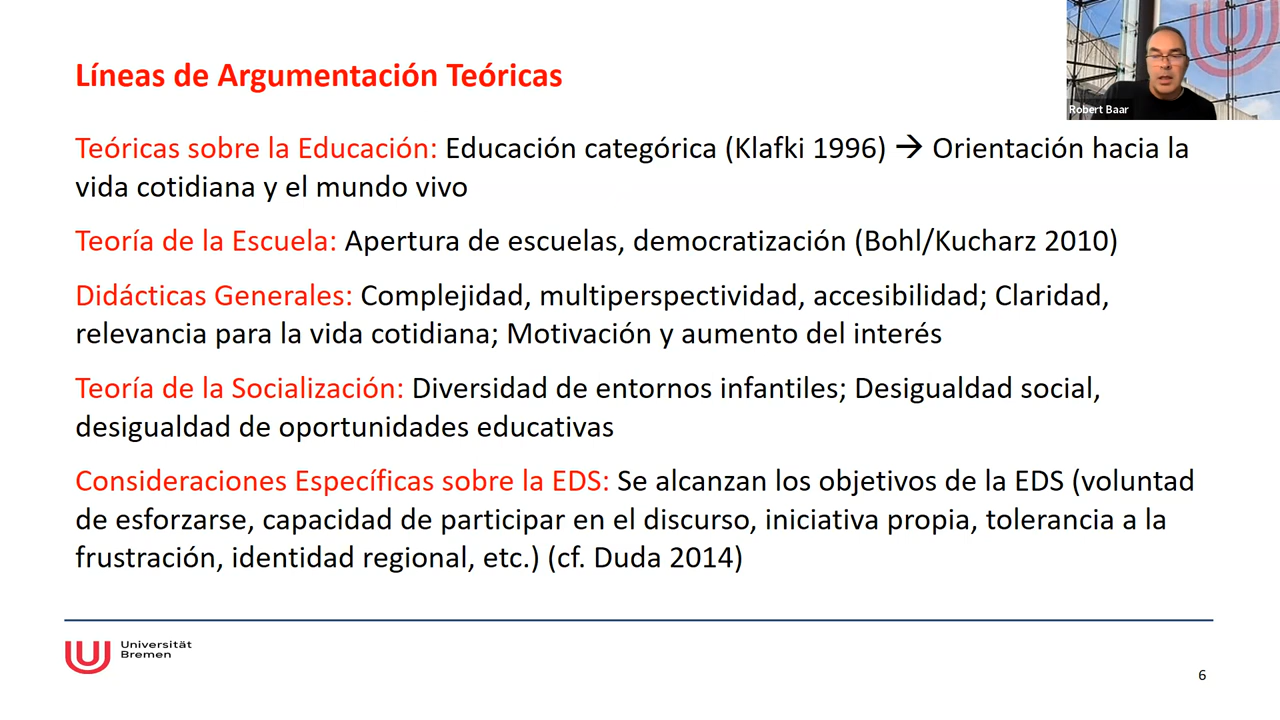 Líneas de Argumentación Teóricas
Robert Baar
Teóricas sobre la Educación: Educación categórica (Klafki 1996) → Orientación hacia la
vida cotidiana y el mundo vivo
Teoría de la Escuela: Apertura de escuelas, democratización (Bohl/Kucharz 2010)
Didácticas Generales: Complejidad, multiperspectividad, accesibilidad; Claridad,
relevancia para la vida cotidiana; Motivación y aumento del interés
Teoría de la Socialización: Diversidad de entornos infantiles; Desigualdad social,
desigualdad de oportunidades educativas
Consideraciones Específicas sobre la EDS: Se alcanzan los objetivos de la EDS (voluntad
de esforzarse, capacidad de participar en el discurso, iniciativa propia, tolerancia a la
frustración, identidad regional, etc.) (cf. Duda 2014)
Universität
Bremen
6